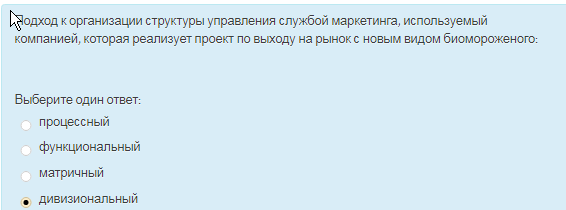 Подход к организации структуры управления службой маркетинга, используемый
компанией, которая реализует проект по выходу на рынок с новым видом биомороженого:
Выберите один ответ:
процессный
функциональный
матричный
дивизиональный